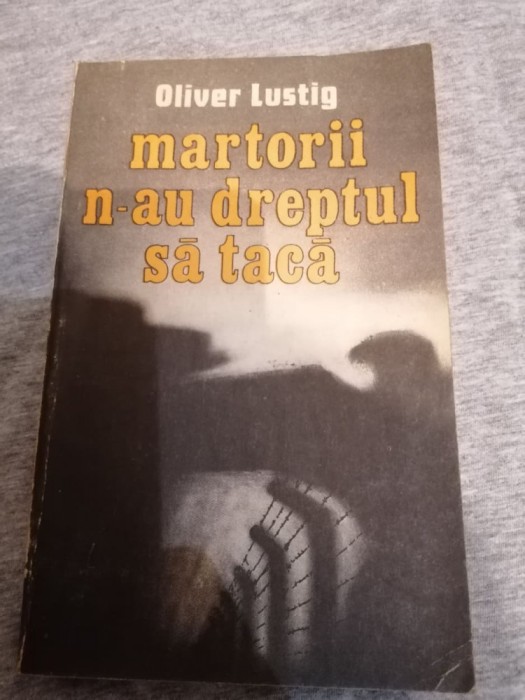 Oliver Lustig
martorii
n-au dreptul
să tacă